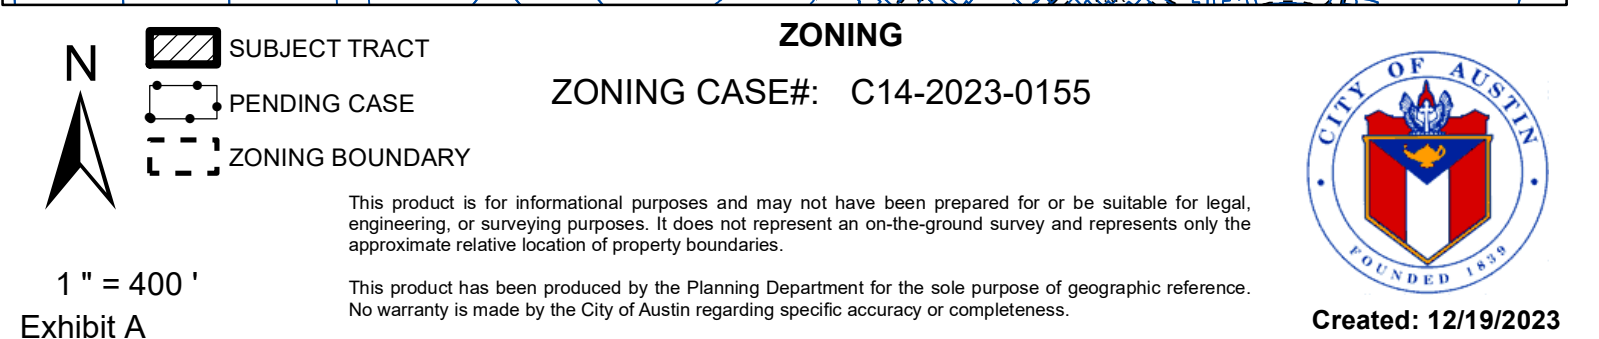 ZONING
ZONING CASE#: C14-2023-0155
N
SUBJECT TRACT
PENDING CASE
ZONING BOUNDARY
1 " = 400 '
Exhibit A
This product is for informational purposes and may not have been prepared for or be suitable for legal,
engineering, or surveying purposes. It does not represent an on-the-ground survey and represents only the
approximate relative location of property boundaries.
This product has been produced by the Planning Department for the sole purpose of geographic reference.
No warranty is made by the City of Austin regarding specific accuracy or completeness.
CITY OF AUSTIN
FOUNDED 1839
Created: 12/19/2023